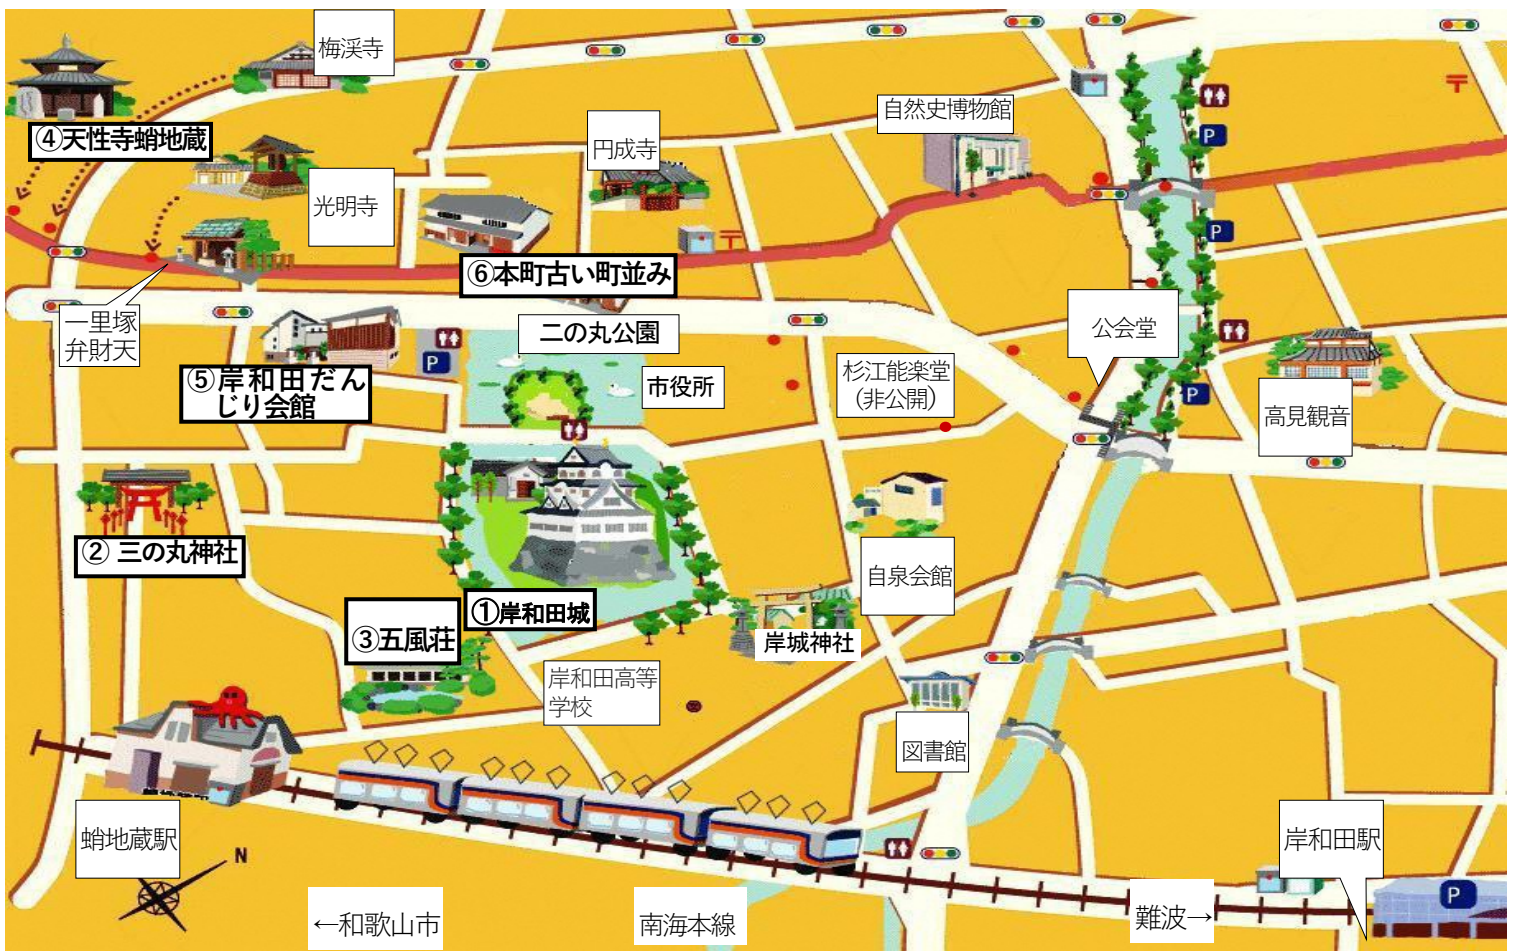 梅渓寺
④天性寺蛸地蔵
光明寺
円成寺
自然史博物館
〒
P
P
〒
⑥本町古い町並み
一里塚
弁財天
二の丸公園
公会堂
⑤岸和田だん
じり会館
P
市役所
杉江能楽堂
(非公開)
P
高見観音
②三の丸神社
自泉会館
①岸和田城
③五風荘
岸城神社
岸和田高等
学校
図書館
蛸地蔵駅
N
岸和田駅
P
←和歌山市
南海本線
難波→